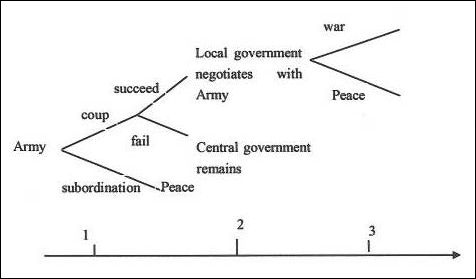 war
Local government
negotiates with
Army
succeed
Peace
coup
Army
fail
Central government
remains
subordination
Peace
1
2
3